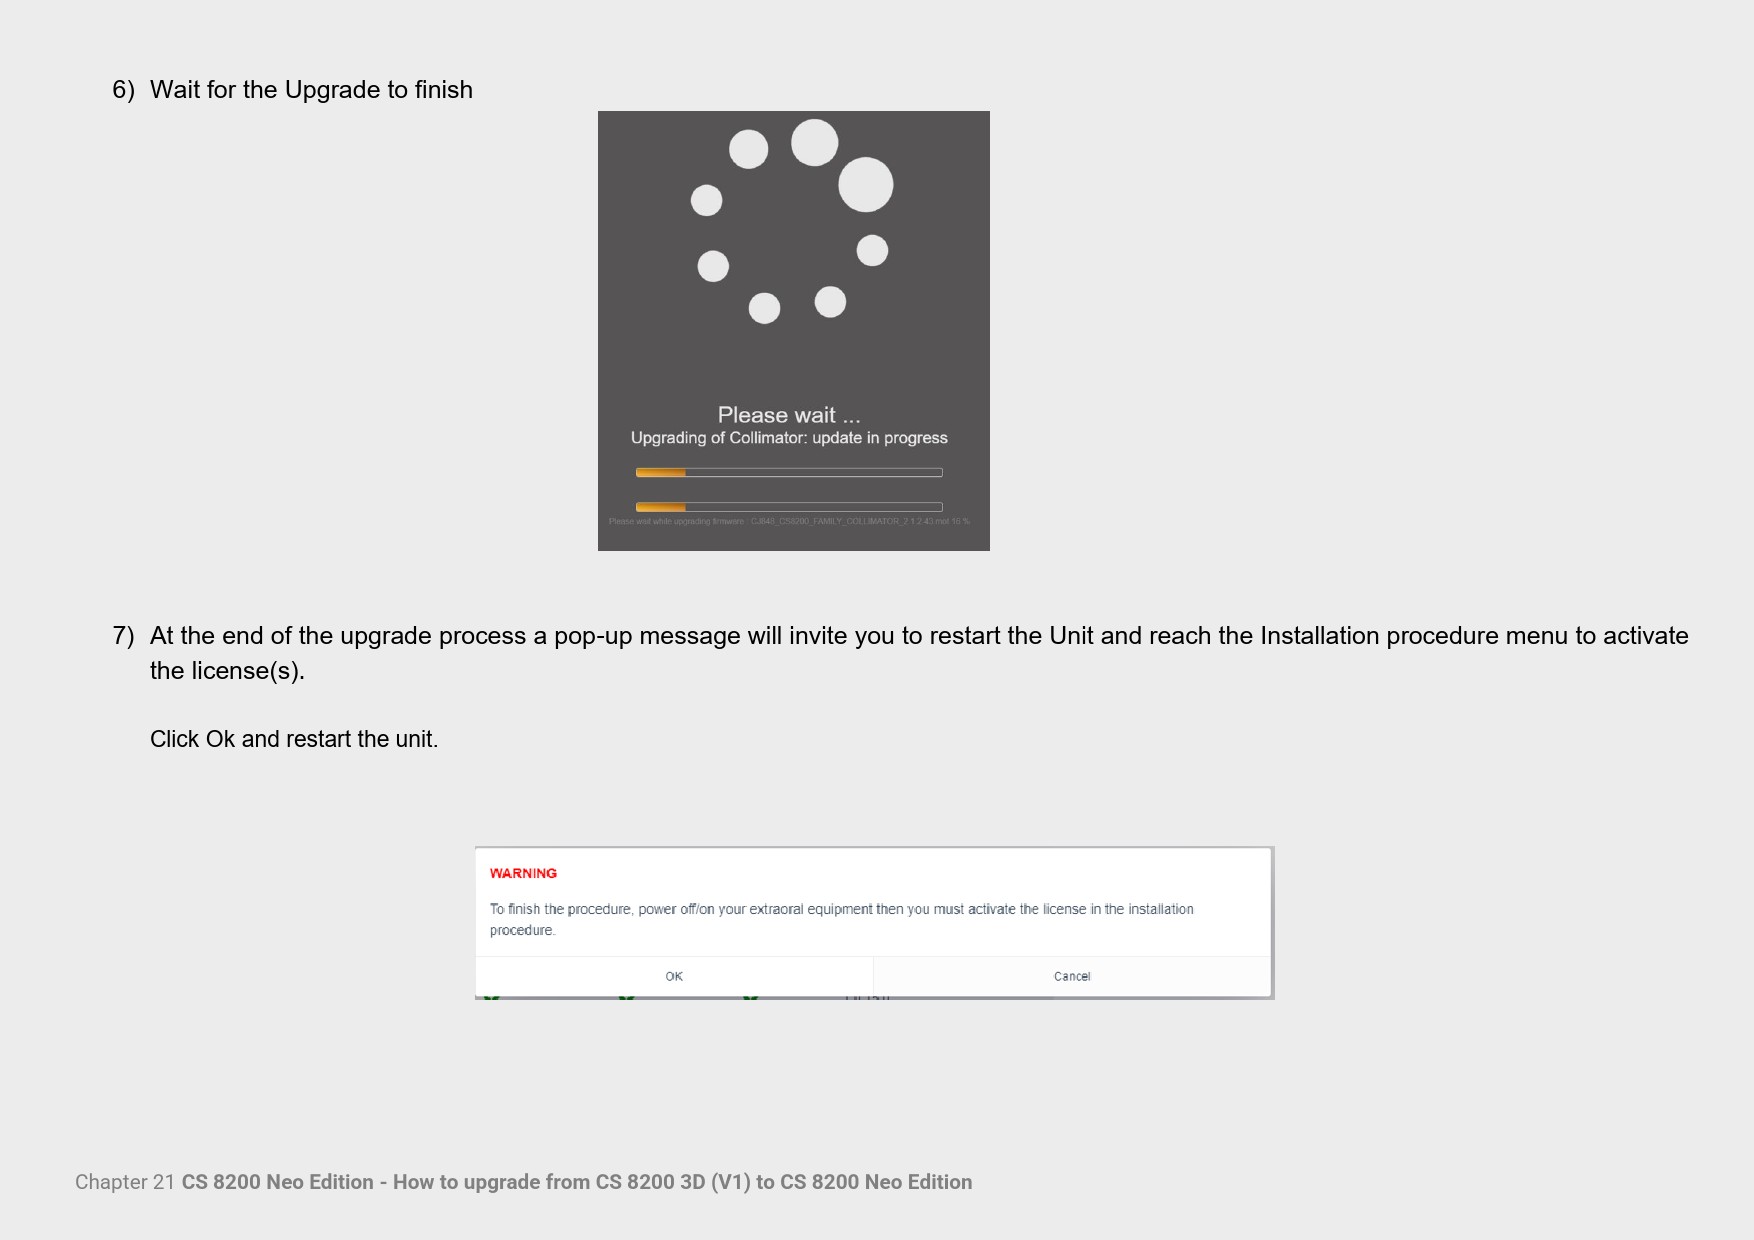 6) Wait for the Upgrade to finish
Please wait ...
Upgrading of Collimator: update in progress
Please wait while upgrading firmware : CJ848_CS8200_FAMILY_COLLIMATOR_2.1.2.43.mot 16 %
7) At the end of the upgrade process a pop-up message will invite you to restart the Unit and reach the Installation procedure menu to activate
the license(s).
Click Ok and restart the unit.
WARNING
To finish the procedure, power off/on your extraoral equipment then you must activate the license in the installation
procedure.
OK Cancel
Chapter 21 CS 8200 Neo Edition - How to upgrade from CS 8200 3D (V1) to CS 8200 Neo Edition